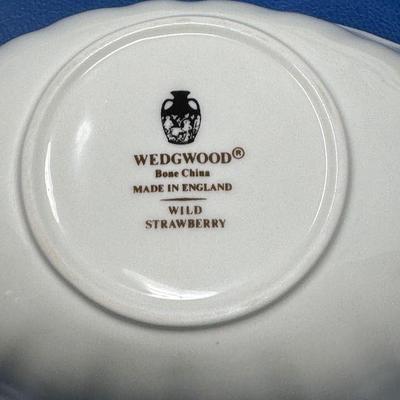 WEDGWOOD®
Bone China
MADE IN ENGLAND
WILD
STRAWBERRY